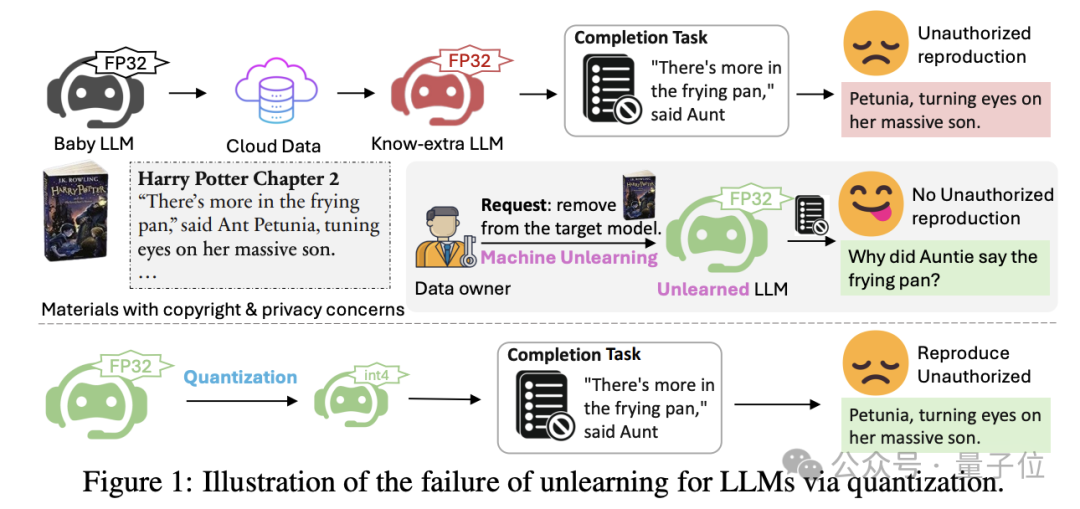 FP32
Baby LLM
Cloud Data
FP32
Know-extra LLM
Completion Task
"There's more in
the frying pan,"
said Aunt
Unauthorized
reproduction
Petunia, turning eyes on
her massive son.
J.K. ROWLING
HARRY POTTER
Harry Potter Chapter 2
“There’s more in the frying
pan,” said Ant Petunia, tuning
eyes on her massive son.
…
Materials with copyright & privacy concerns
Data owner
Request: remove
from the target model.
Machine Unlearning
FP32
Unlearned LLM
No Unauthorized
reproduction
Why did Auntie say the
frying pan?
FP32
Quantization
int4
Completion Task
"There's more in
the frying pan,"
said Aunt
Reproduce
Unauthorized
Petunia, turning eyes on
her massive son.
公众号·量子位
Figure 1: Illustration of the failure of unlearning for LLMs via quantization.